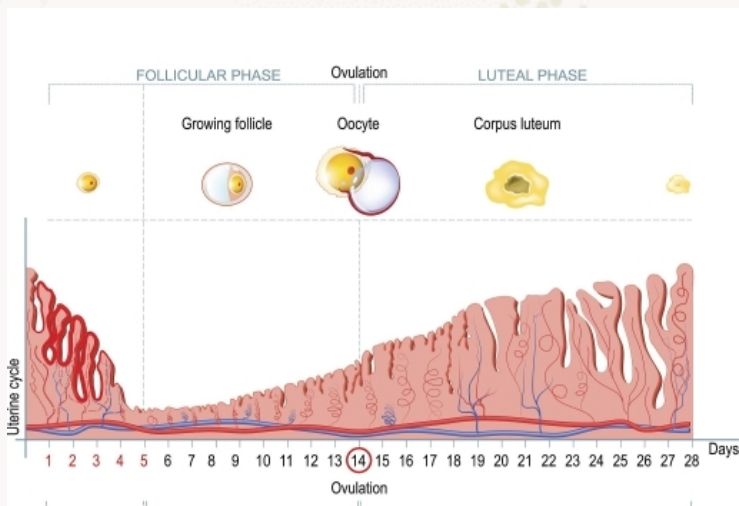 Ovulation
FOLLICULAR PHASE
LUTEAL PHASE
Growing follicle
Oocyte
Corpus luteum
Uterine cycle
1 2 3 4 5 6 7 8 9 10 11 12 13 14 15 16 17 18 19 20 21 22 23 24 25 26 27 28
Days
Ovulation